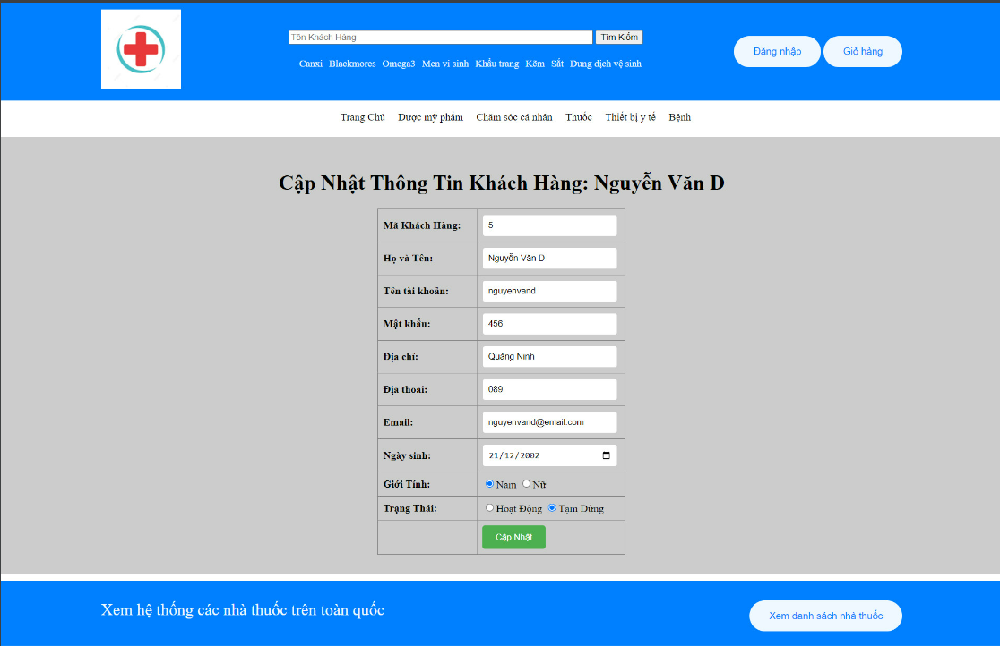 Tên Khách Hàng Tìm Kiếm
Canxi Blackmores Omega3 Men vi sinh Khẩu trang Kẽm Sắt Dung dịch vệ sinh
Đăng nhập Giỏ hàng
Trang Chủ Dược mỹ phẩm Chăm sóc cá nhân Thuốc Thiết bị y tế Bệnh
Cập Nhật Thông Tin Khách Hàng: Nguyễn Văn D
Mã Khách Hàng: 5
Họ và Tên: Nguyễn Văn D
Tên tài khoản: nguyenvand
Mật khẩu: 456
Địa chỉ: Quảng Ninh
Địa thoai: 089
Email: nguyenvand@email.com
Ngày sinh: 21/12/2002
Giới Tính: Nam Nữ
Trạng Thái: Hoạt Động Tạm Dừng
Cập Nhật
Xem hệ thống các nhà thuốc trên toàn quốc
Xem danh sách nhà thuốc